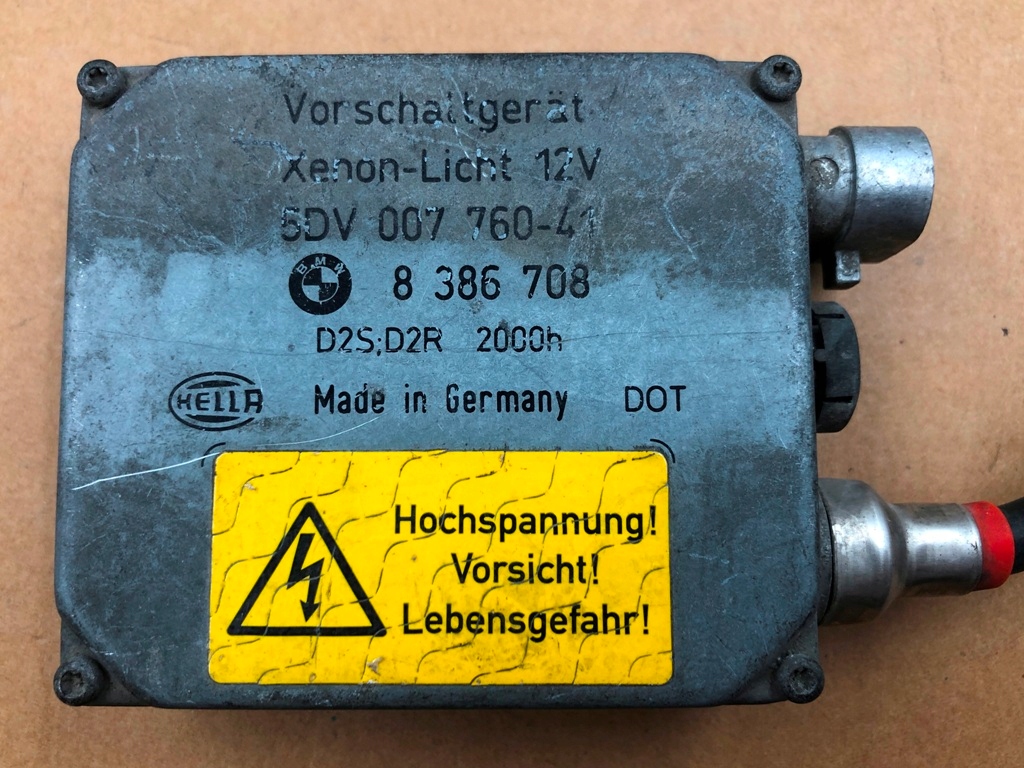 Vorschaltgerät
Xenon-Licht 12V
5DV 007 760-41
BMW 8 386 708
D2S;D2R 2000h
HELLA Made in Germany DOT
Hochspannung!
Vorsicht!
Lebensgefahr!